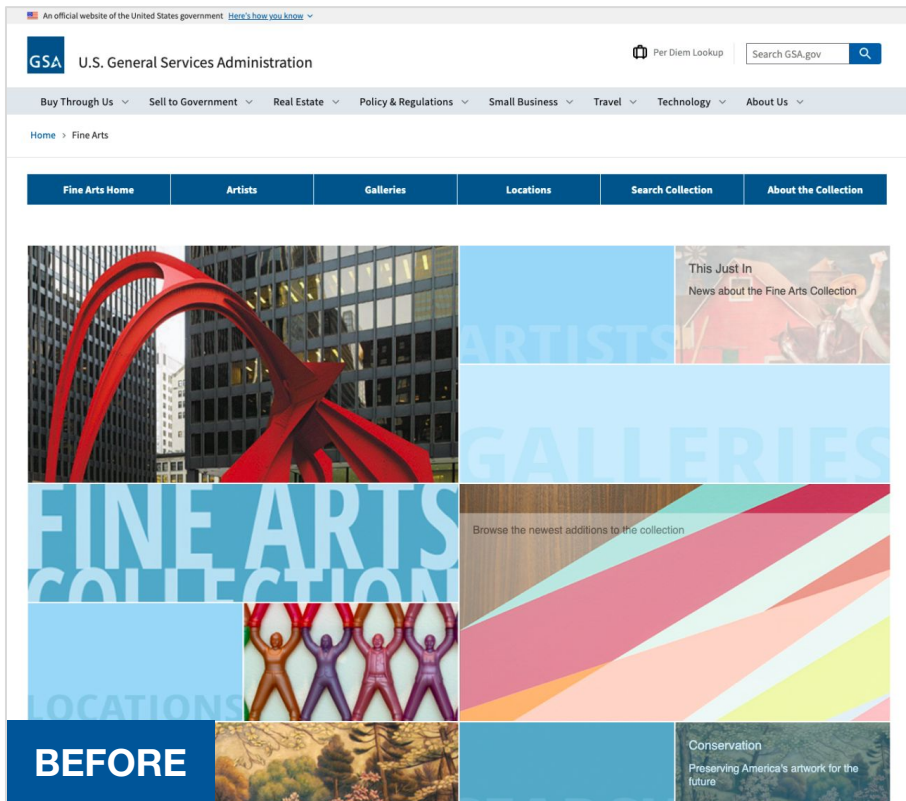 An official website of the United States government Here's how you know
GSA
U.S. General Services Administration
Per Diem Lookup
Search GSA.gov
Buy Through Us Sell to Government Real Estate Policy & Regulations Small Business Travel Technology About Us
Home > Fine Arts
Fine Arts Home Artists Galleries Locations Search Collection About the Collection
This Just In
News about the Fine Arts Collection
ARTISTS
GALLERIES
FINE ARTS
COLLECTION
Browse the newest additions to the collection
LOCATIONS
BEFORE
Conservation
Preserving America's artwork for the
future